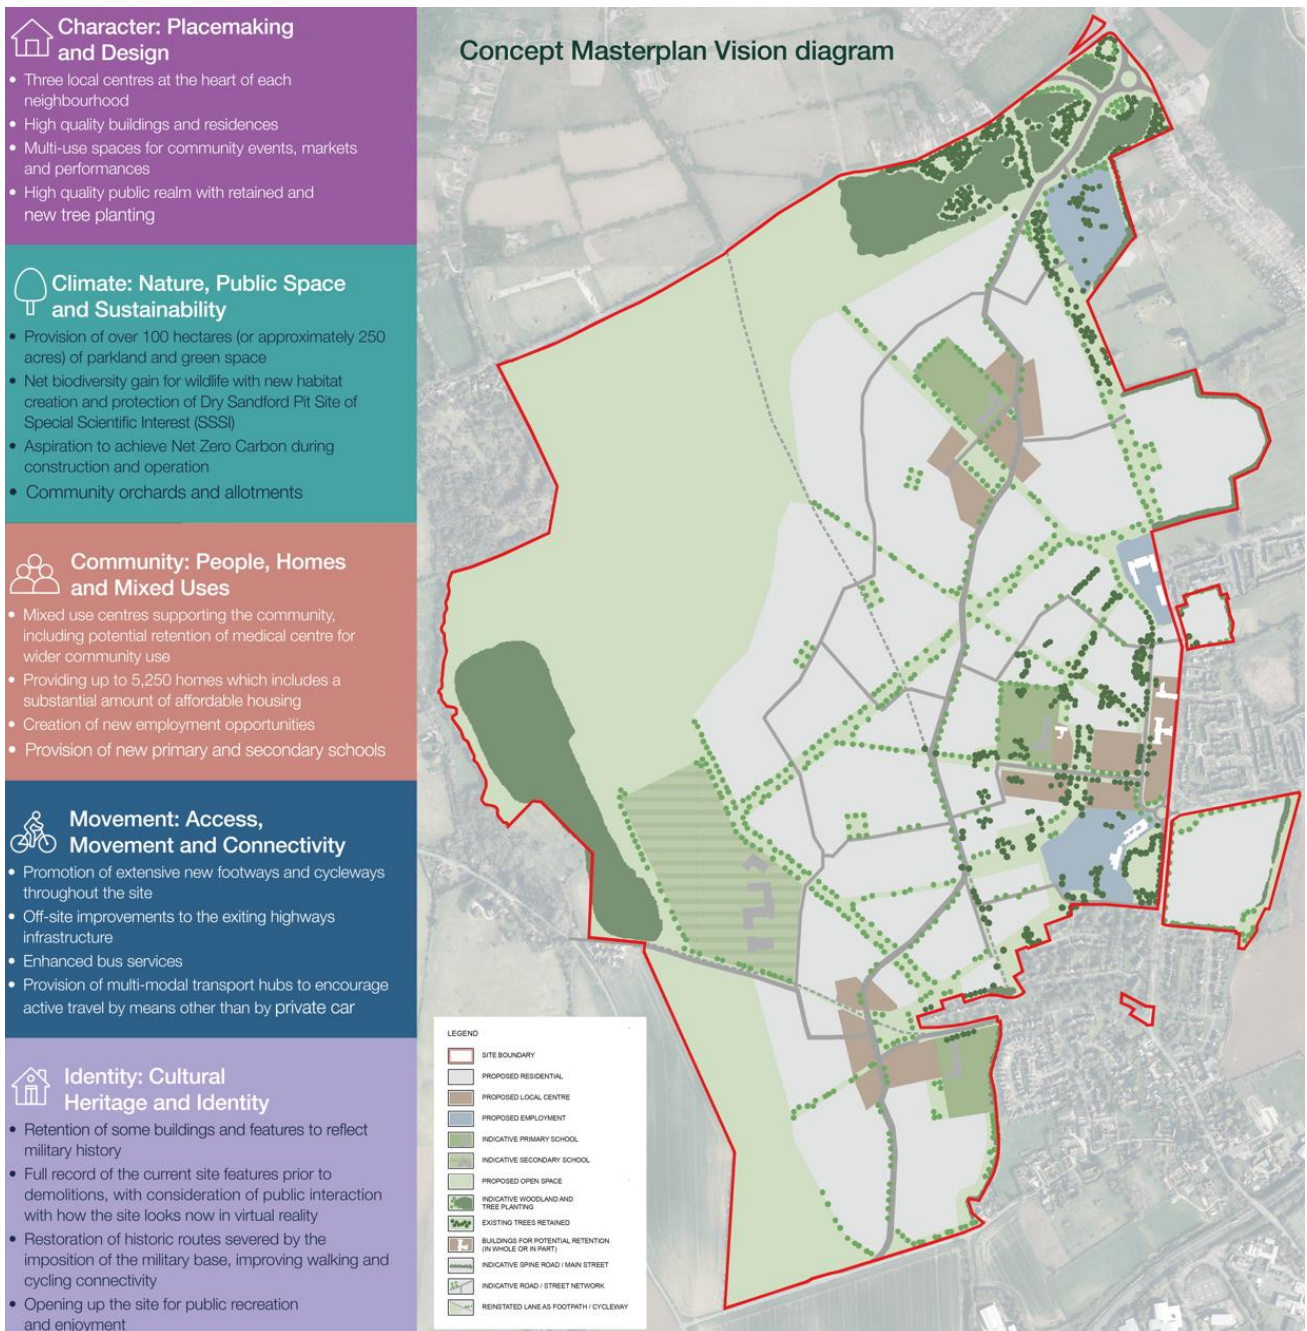 Concept Masterplan Vision diagram
Character: Placemaking
and Design
• Three local centres at the heart of each
neighbourhood
• High quality buildings and residences
• Multi-use spaces for community events, markets
and performances
• High quality public realm with retained and
new tree planting
Climate: Nature, Public Space
and Sustainability
• Provision of over 100 hectares (or approximately 250
acres) of parkland and green space
• Net biodiversity gain for wildlife with new habitat
creation and protection of Dry Sandford Pit Site of
Special Scientific Interest (SSSI)
• Aspiration to achieve Net Zero Carbon during
construction and operation
• Community orchards and allotments
Community: People, Homes
and Mixed Uses
• Mixed use centres supporting the community,
including potential retention of medical centre for
wider community use
• Providing up to 5,250 homes which includes a
substantial amount of affordable housing
• Creation of new employment opportunities
• Provision of new primary and secondary schools
Movement: Access,
Movement and Connectivity
• Promotion of extensive new footways and cycleways
throughout the site
• Off-site improvements to the exiting highways
infrastructure
• Enhanced bus services
• Provision of multi-modal transport hubs to encourage
active travel by means other than by private car
Identity: Cultural
Heritage and Identity
• Retention of some buildings and features to reflect
military history
• Full record of the current site features prior to
demolitions, with consideration of public interaction
with how the site looks now in virtual reality
• Restoration of historic routes severed by the
imposition of the military base, improving walking and
cycling connectivity
• Opening up the site for public recreation
and enjoyment
LEGEND
SITE BOUNDARY
PROPOSED RESIDENTIAL
PROPOSED LOCAL CENTRE
PROPOSED EMPLOYMENT
INDICATIVE PRIMARY SCHOOL
INDICATIVE SECONDARY SCHOOL
PROPOSED OPEN SPACE
INDICATIVE WOODLAND AND
TREE PLANTING
EXISTING TREES RETAINED
BUILDINGS FOR POTENTIAL RETENTION
(IN WHOLE OR IN PART)
INDICATIVE SPINE ROAD / MAIN STREET
INDICATIVE ROAD / STREET NETWORK
REINSTATED LANE AS FOOTPATH / CYCLEWAY